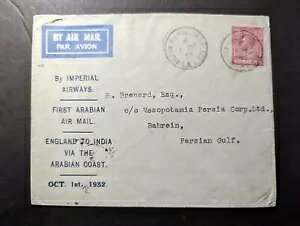 BY AIR MAIL
PAR AVION
By IMPERIAL
AIRWAYS.
FIRST ARABIAN
AIR MAIL.
ENGLAND TO INDIA
VIA THE
ARABIAN COAST.
OCT. 1st. 1932.
B. Brenard, Esq.,
c/o Mesopotamia Persia Corp. Ltd.,
Bahrein,
Persian Gulf.